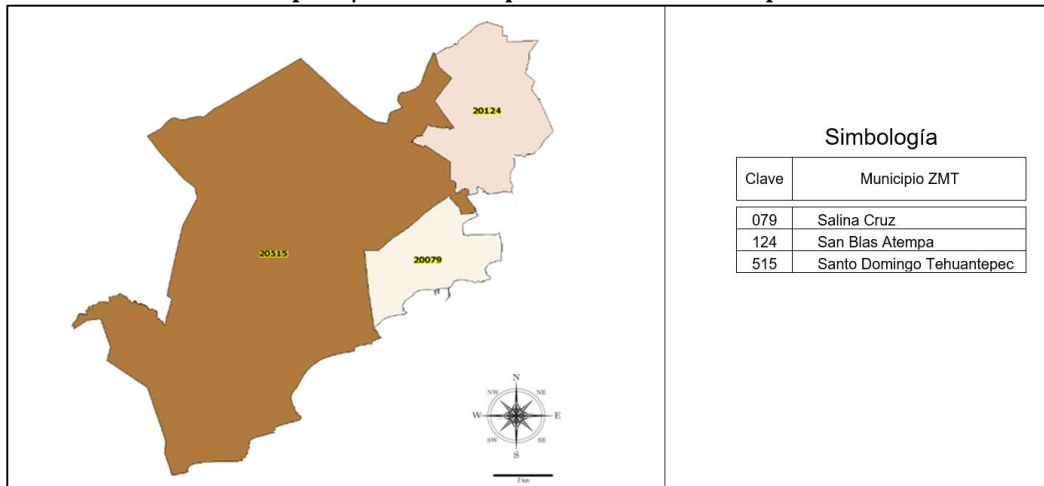 20124
20515
20079
N
NW
NE
W
E
SW
SE
S
Simbología
Clave Municipio ZMT
079 Salina Cruz
124 San Blas Atempa
515 Santo Domingo Tehuantepec